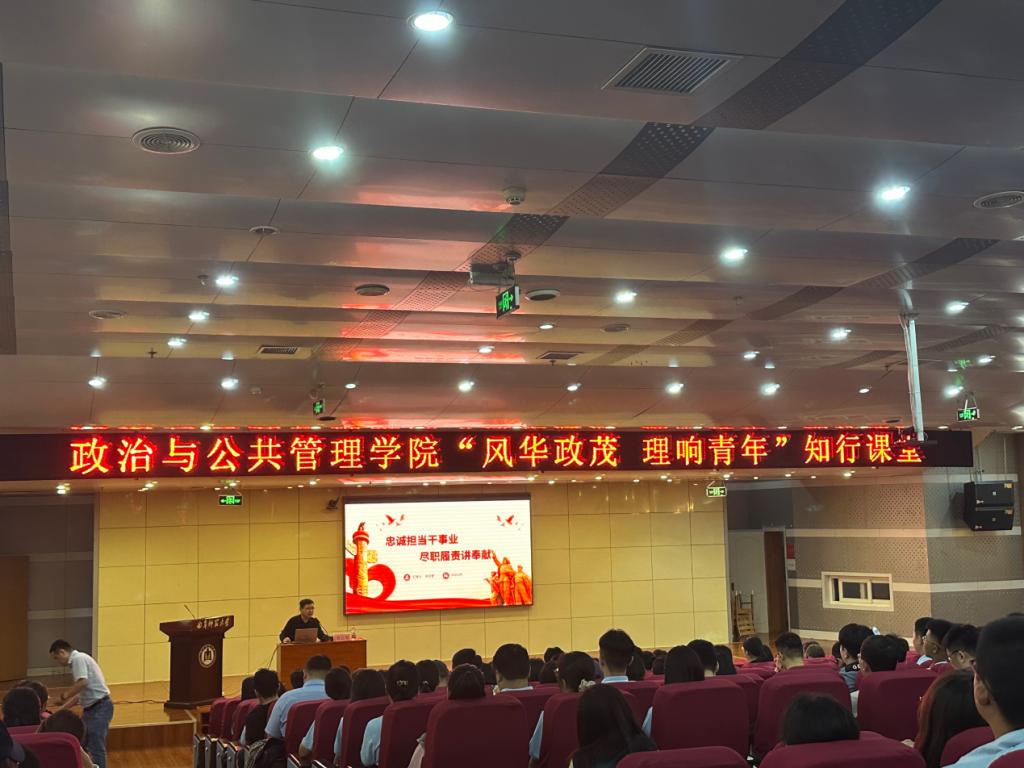 政治与公共管理学院“风华政茂 理响青年”知行课堂
忠诚担当干事业
尽职履责讲奉献